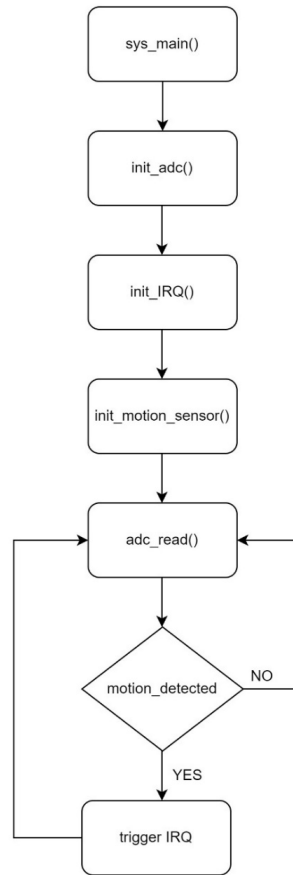 sys_main()
init_adc()
init_IRQ()
init_motion_sensor()
adc_read()
motion_detected
NO
YES
trigger IRQ